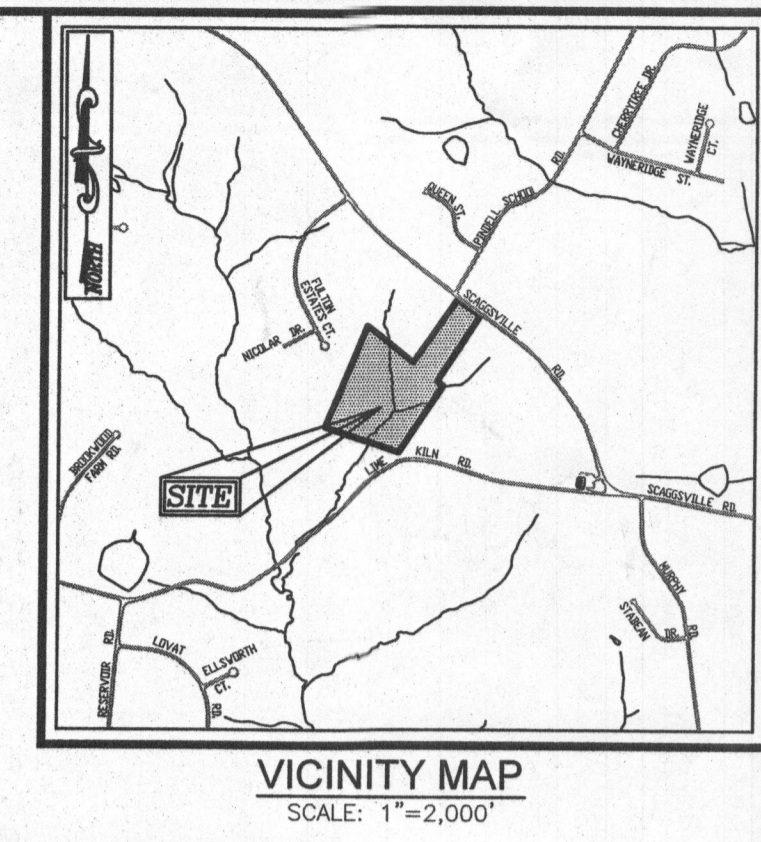 NORTH
CHERRYTREE DR.
WAYNERIDGE
CT.
WAYNERIDGE ST.
QUEEN ST.
PINDELL SCHOOL RD.
FULTON
ESTATES CT.
NICOLAR DR.
SCAGGSVILLE RD.
BROOKWOOD
FARM RD.
LIME KILN RD.
SITE
SCAGGSVILLE RD.
MURPHY RD.
STABEAN DR.
RESERVOIR RD.
LOVAT RD.
ELLSWORTH
CT.
VICINITY MAP
SCALE: 1"=2,000'